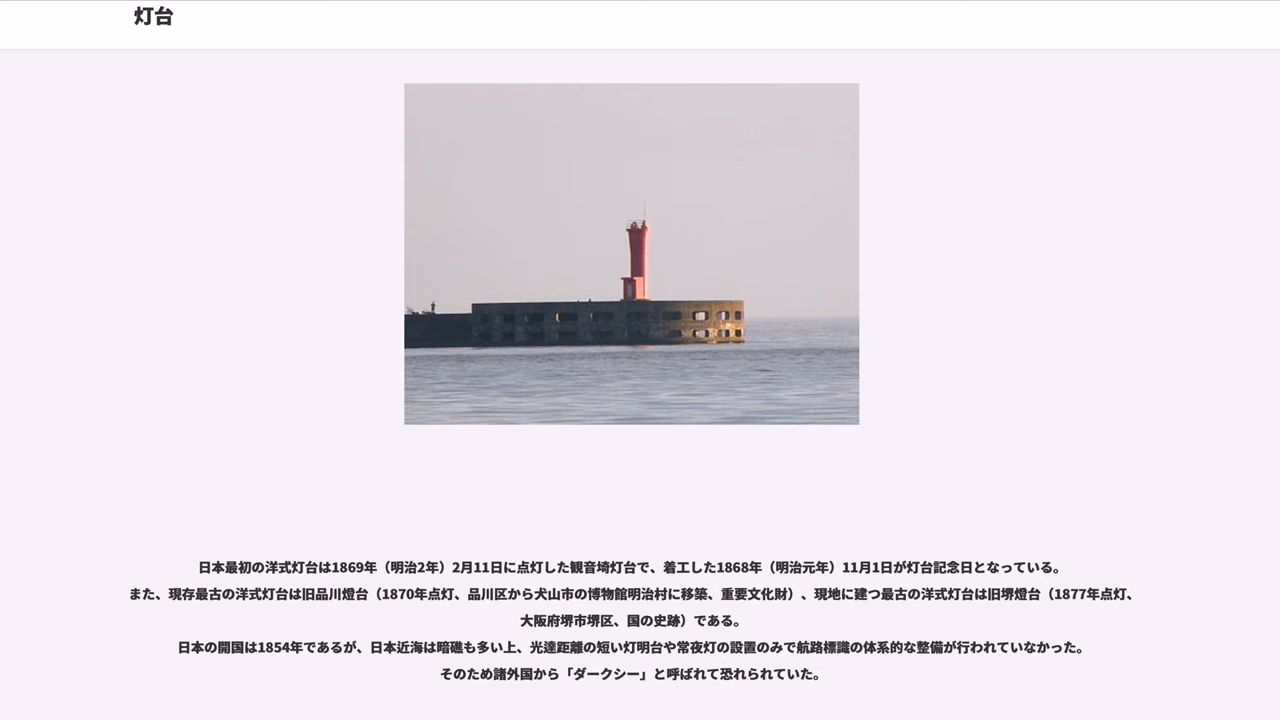 灯台
日本最初の洋式灯台は1869年（明治2年）2月11日に点灯した観音埼灯台で、着工した1868年（明治元年）11月1日が灯台記念日となっている。
また、現存最古の洋式灯台は旧品川燈台（1870年点灯、品川区から犬山市の博物館明治村に移築、重要文化財）、現地に建つ最古の洋式灯台は旧堺燈台（1877年点灯、
大阪府堺市堺区、国の史跡）である。
日本の開国は1854年であるが、日本近海は暗礁も多い上、光達距離の短い灯明台や常夜灯の設置のみで航路標識の体系的な整備が行われていなかった。
そのため諸外国から「ダークシー」と呼ばれて恐れられていた。